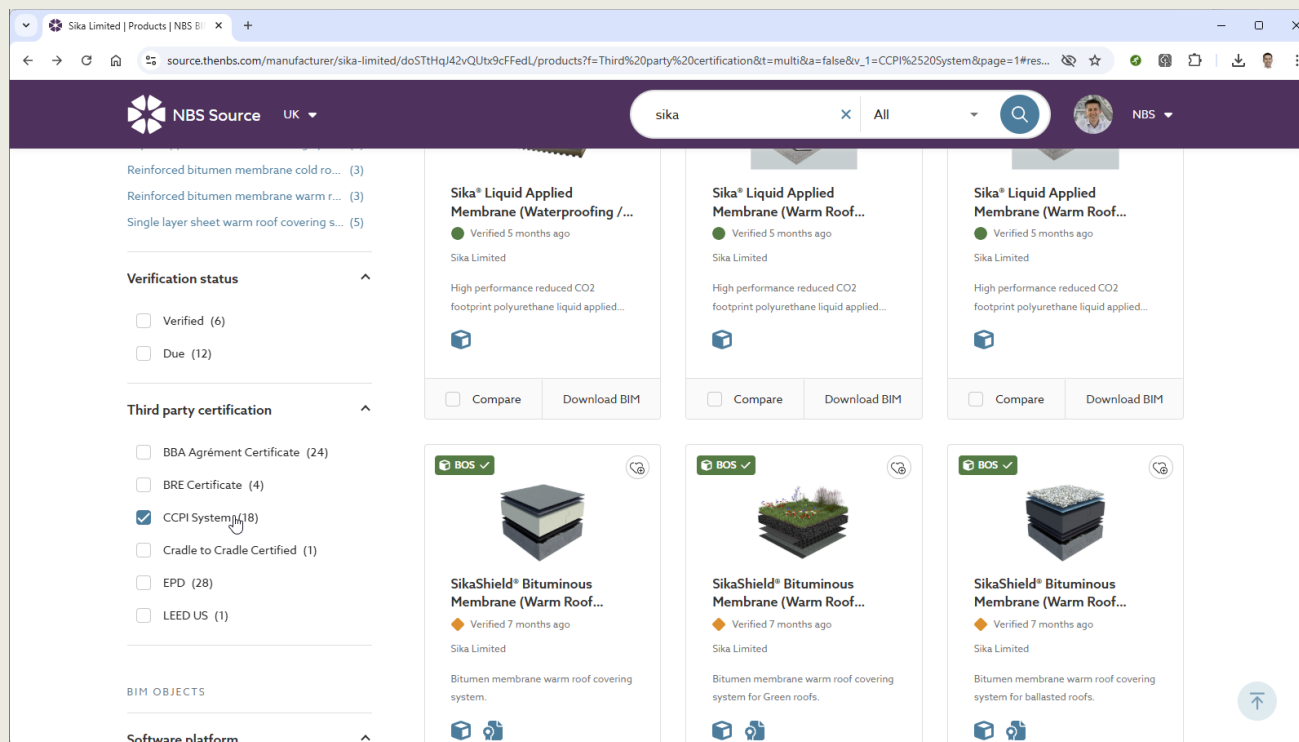 Sika Limited | Products | NBS BI
source.thenbs.com/manufacturer/sika-limited/doSTtHqJ42vQUtx9cFFedL/products?f=Third%20party%20certification&t=multi&a=false&v_1=CCPI%2520System&page=1#res...
NBS Source
UK
sika
All
NBS
Reinforced bitumen membrane cold ro... (3)
Reinforced bitumen membrane warm r... (3)
Single layer sheet warm roof covering s... (5)
Verification status
Verified (6)
Due (12)
Third party certification
BBA Agrément Certificate (24)
BRE Certificate (4)
CCPI System (18)
Cradle to Cradle Certified (1)
EPD (28)
LEED US (1)
BIM OBJECTS
Software platform
Sika® Liquid Applied
Membrane (Waterproofing /...
Verified 5 months ago
Sika Limited
High performance reduced CO2
footprint polyurethane liquid applied...
Compare
Download BIM
Sika® Liquid Applied
Membrane (Warm Roof...
Verified 5 months ago
Sika Limited
High performance reduced CO2
footprint polyurethane liquid applied...
Compare
Download BIM
Sika® Liquid Applied
Membrane (Warm Roof...
Verified 5 months ago
Sika Limited
High performance reduced CO2
footprint polyurethane liquid applied...
Compare
Download BIM
BOS
SikaShield® Bituminous
Membrane (Warm Roof...
Verified 7 months ago
Sika Limited
Bitumen membrane warm roof covering
system.
BOS
SikaShield® Bituminous
Membrane (Warm Roof...
Verified 7 months ago
Sika Limited
Bitumen membrane warm roof covering
system for Green roofs.
BOS
SikaShield® Bituminous
Membrane (Warm Roof...
Verified 7 months ago
Sika Limited
Bitumen membrane warm roof covering
system for ballasted roofs.